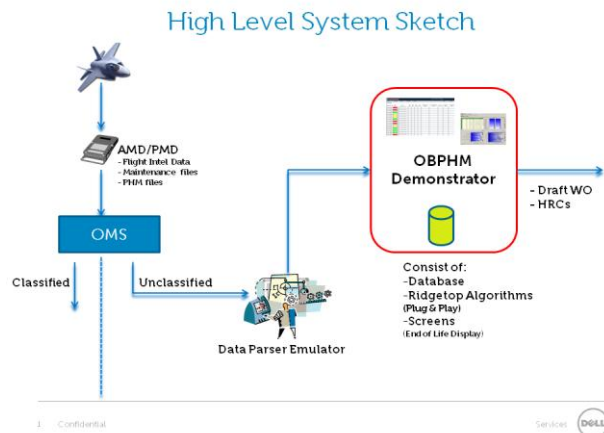 High Level System Sketch
AMD/PMD
- Flight Intel Data
- Maintenance files
- PHM files
OMS
Classified
Unclassified
Data Parser Emulator
OBPHM
Demonstrator
Consist of:
-Database
-Ridgetop Algorithms
(Plug & Play)
-Screens
(End of Life Display)
- Draft WO
- HRCs
Confidential
Services
DELL